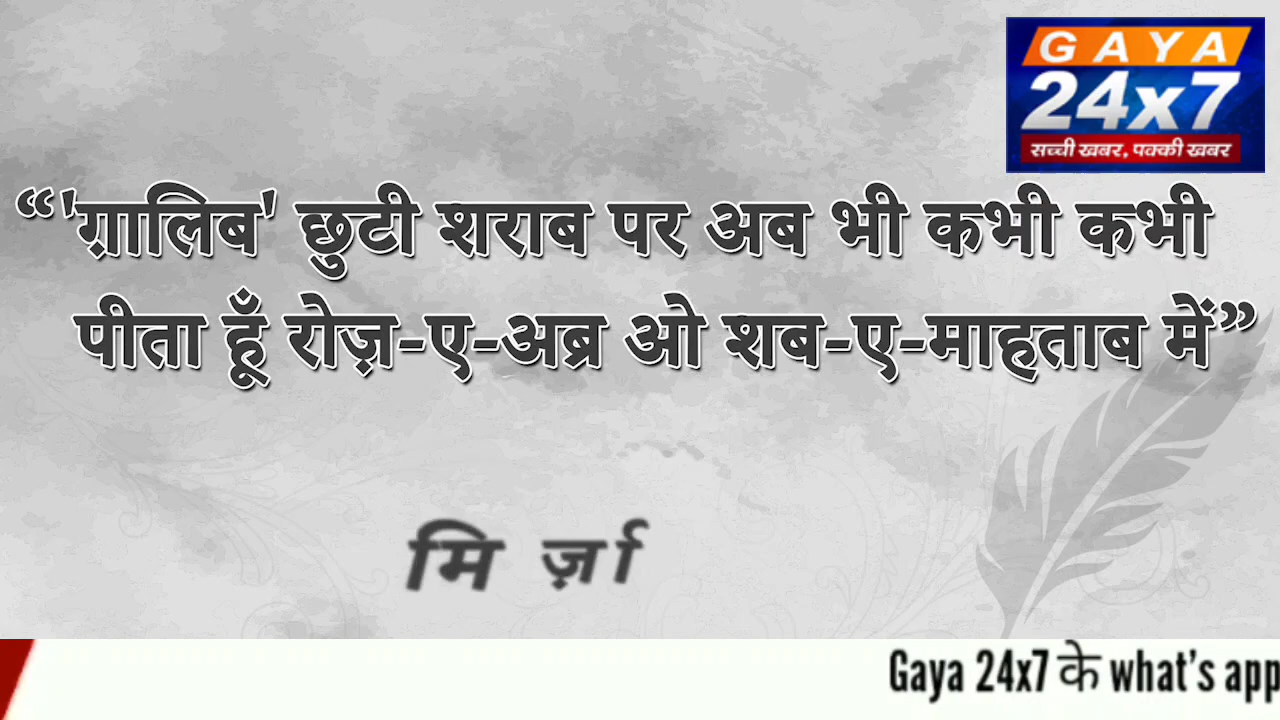 GAYA
24x7
सच्ची खबर, पक्की खबर
“'ग़ालिब' छुटी शराब पर अब भी कभी कभी
पीता हूँ रोज़-ए-अब्र ओ शब-ए-माहताब में”
मि र्ज़ा
Gaya 24x7 के what's app